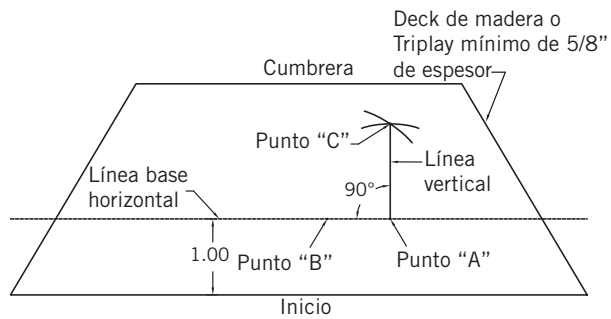 Deck de madera o
Triplay mínimo de 5/8”
de espesor
Cumbrera
Punto “C”
Línea
vertical
Línea base
horizontal
90°
1.00
Punto “B”
Punto “A”
Inicio